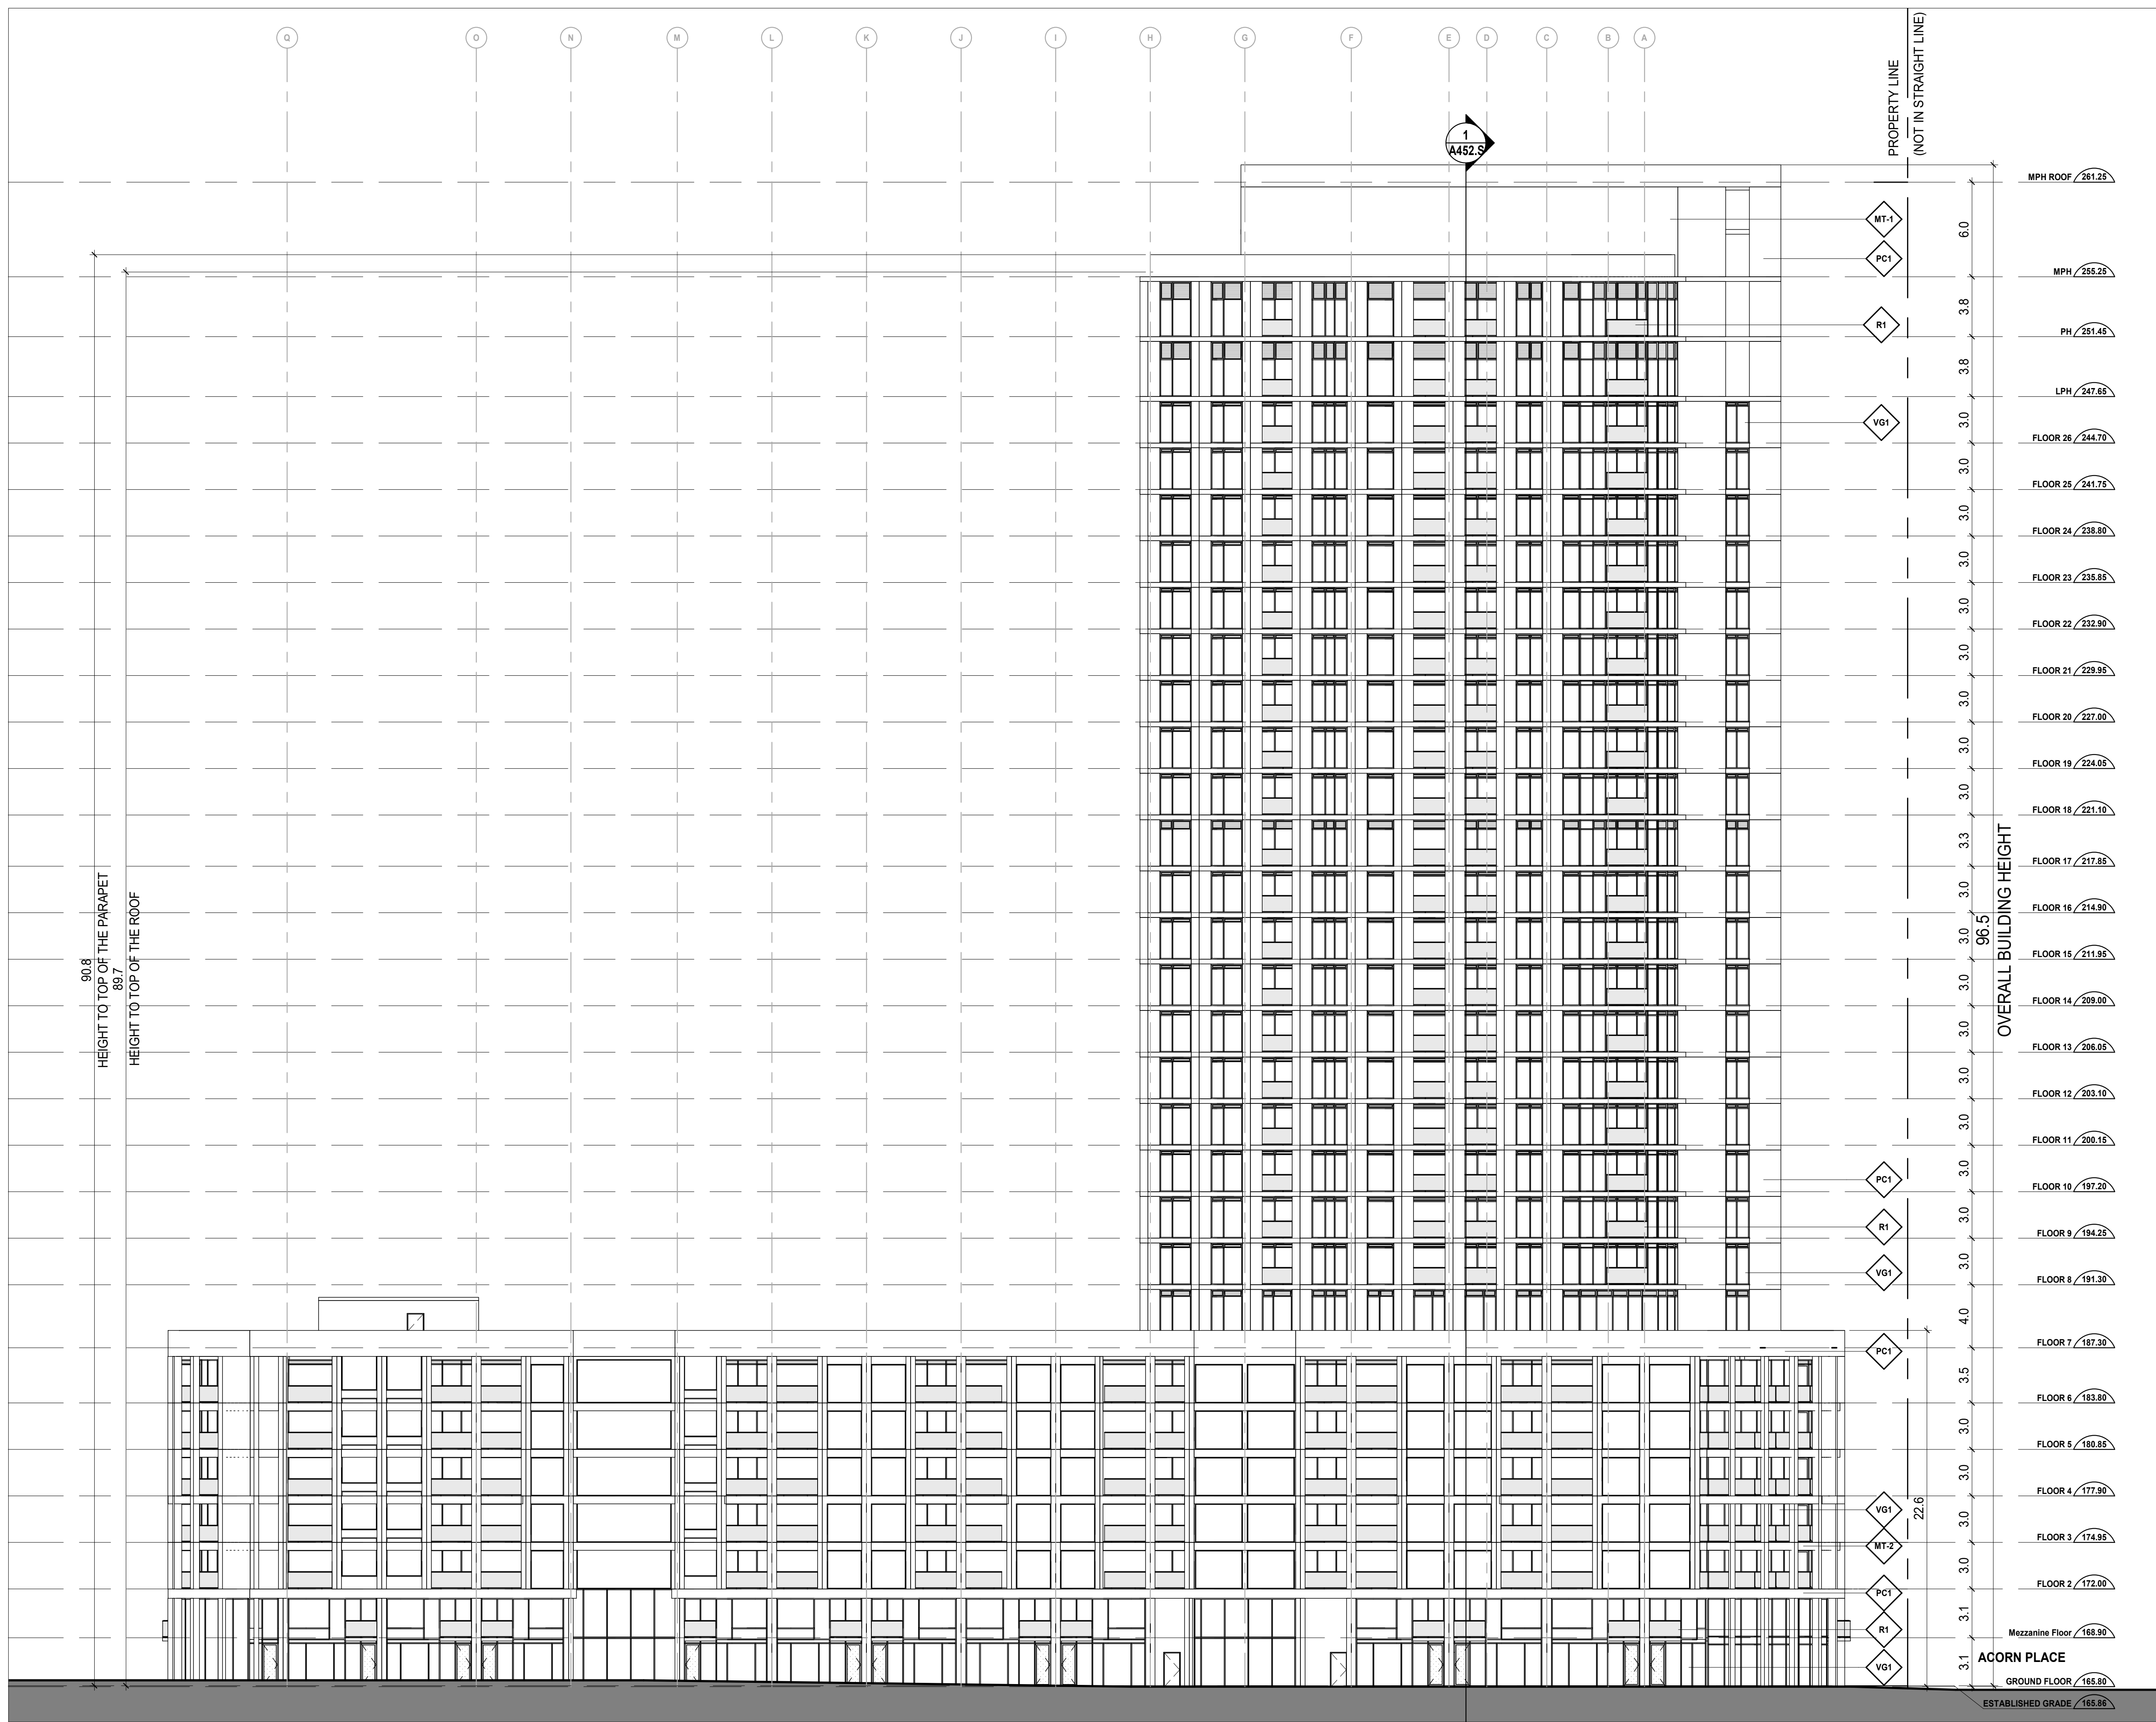 Q
O
N
M
L
K
J
I
H
G
F
E
D
C
B
A
PROPERTY LINE
(NOT IN STRAIGHT LINE)
1
A452.S
MPH ROOF 261.25
MT-1
6.0
PC1
MPH 255.25
3.8
R1
PH 251.45
3.8
LPH 247.65
VG1
3.0
FLOOR 26 244.70
3.0
FLOOR 25 241.75
3.0
FLOOR 24 238.80
3.0
FLOOR 23 235.85
3.0
FLOOR 22 232.90
3.0
FLOOR 21 229.95
3.0
FLOOR 20 227.00
3.0
FLOOR 19 224.05
3.0
FLOOR 18 221.10
3.3
FLOOR 17 217.85
3.0
FLOOR 16 214.90
3.0
FLOOR 15 211.95
3.0
FLOOR 14 209.00
3.0
FLOOR 13 206.05
3.0
FLOOR 12 203.10
3.0
FLOOR 11 200.15
3.0
PC1
FLOOR 10 197.20
3.0
R1
FLOOR 9 194.25
3.0
VG1
FLOOR 8 191.30
4.0
FLOOR 7 187.30
PC1
3.5
FLOOR 6 183.80
3.0
FLOOR 5 180.85
3.0
FLOOR 4 177.90
VG1
3.0
FLOOR 3 174.95
MT-2
3.0
FLOOR 2 172.00
PC1
3.1
R1
Mezzanine Floor 168.90
3.1
ACORN PLACE
VG1
GROUND FLOOR 165.80
ESTABLISHED GRADE 165.86
22.6
96.5
OVERALL BUILDING HEIGHT
90.8
HEIGHT TO TOP OF THE PARAPET
89.7
HEIGHT TO TOP OF THE ROOF